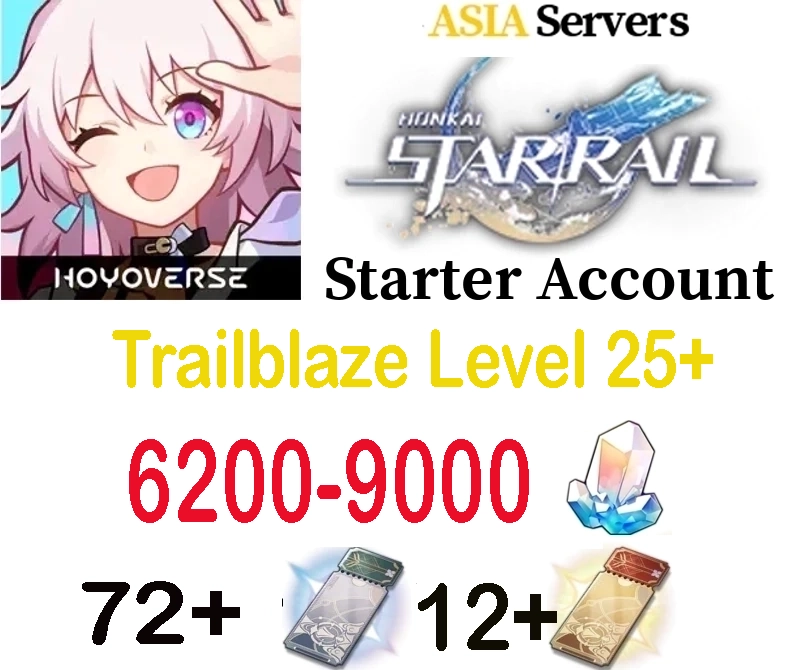 ASIA Servers
HONKAI
STAR RAIL
HOYOVERSE
Starter Account
Trailblaze Level 25+
6200-9000
72+
12+